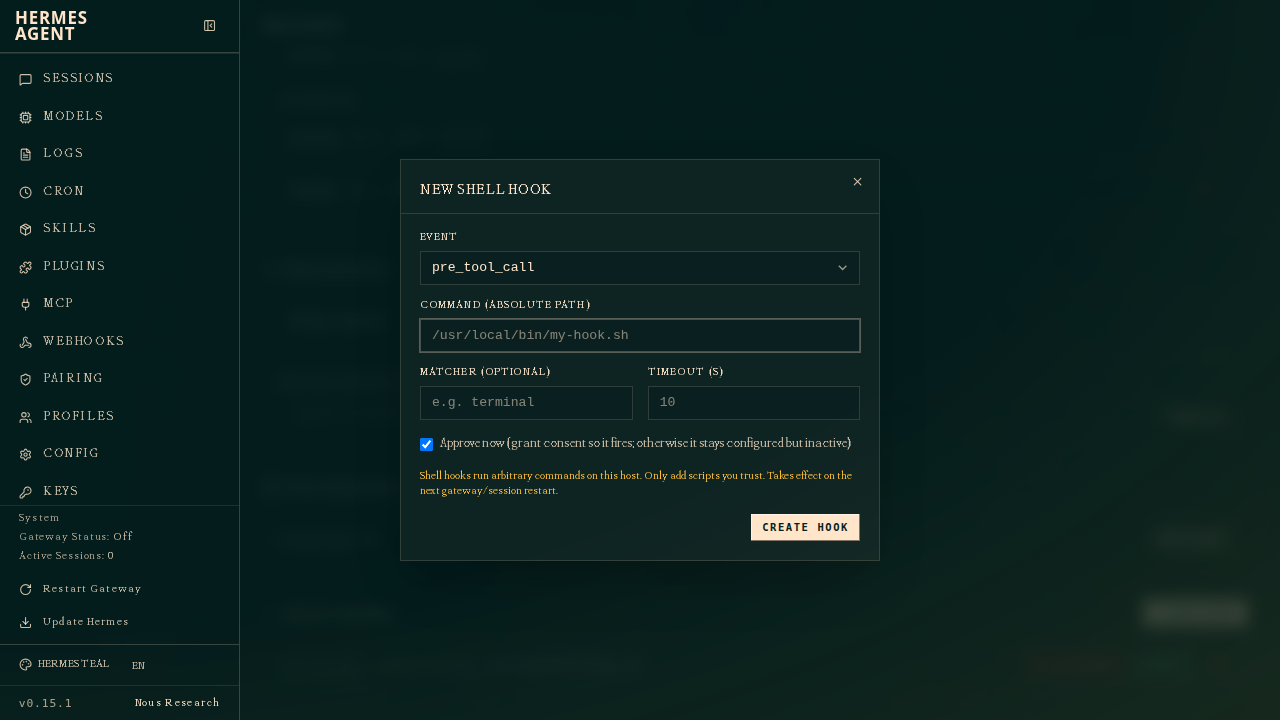 HERMES
AGENT
SESSIONS
MODELS
LOGS
CRON
SKILLS
PLUGINS
MCP
WEBHOOKS
PAIRING
PROFILES
CONFIG
KEYS
System
Gateway Status: Off
Active Sessions: 0
Restart Gateway
Update Hermes
HERMES TEAL EN
v0.15.1 Nous Research
NEW SHELL HOOK
EVENT
pre_tool_call
COMMAND (ABSOLUTE PATH)
/usr/local/bin/my-hook.sh
MATCHER (OPTIONAL) TIMEOUT (S)
e.g. terminal 10
Approve now (grant consent so it fires; otherwise it stays configured but inactive)
Shell hooks run arbitrary commands on this host. Only add scripts you trust. Takes effect on the
next gateway/session restart.
CREATE HOOK